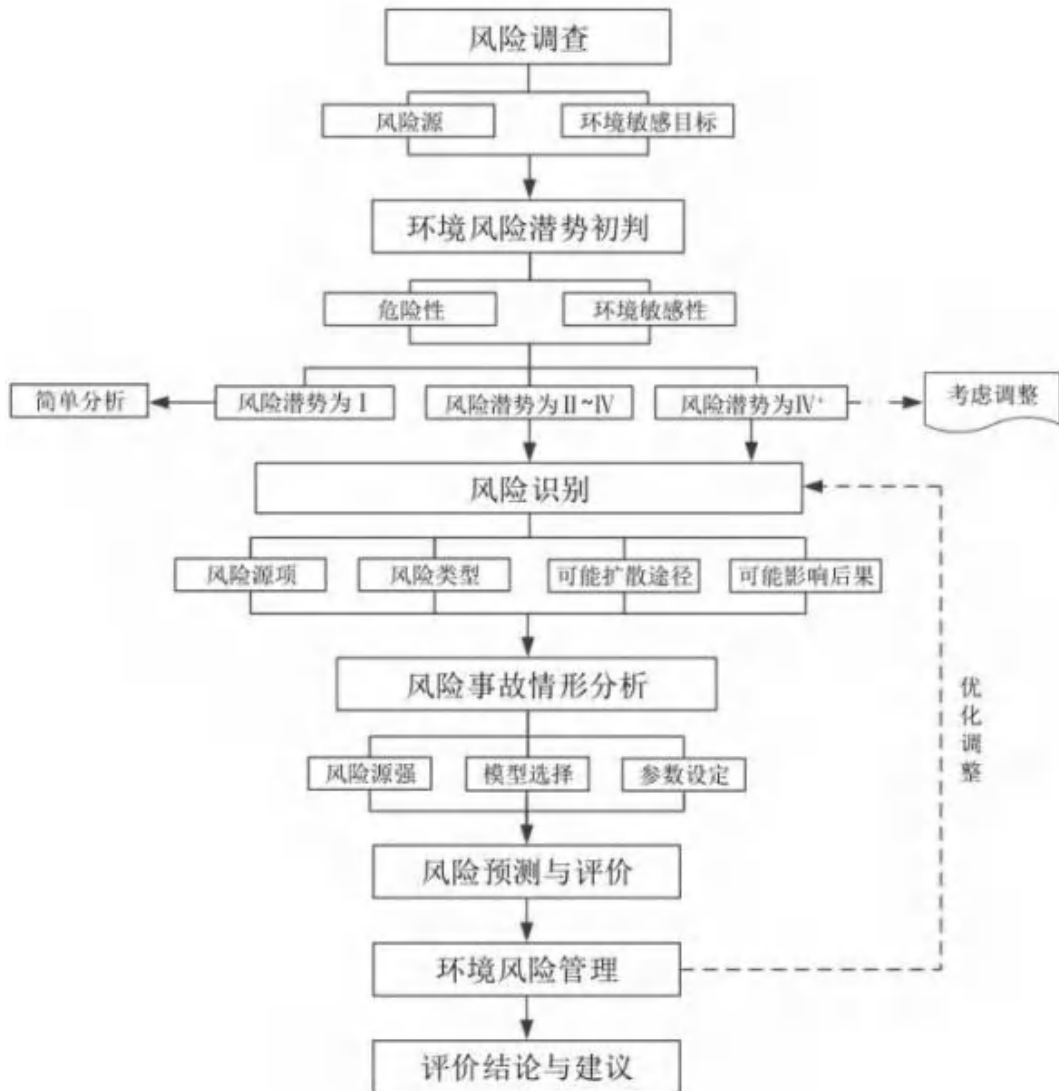 风险调查
风险源
环境敏感目标
环境风险潜势初判
危险性
环境敏感性
简单分析
风险潜势为Ⅰ
风险潜势为Ⅱ~Ⅳ
风险潜势为Ⅳ+
考虑调整
风险识别
风险源项
风险类型
可能扩散途径
可能影响后果
风险事故情形分析
优化调整
风险源强
模型选择
参数设定
风险预测与评价
环境风险管理
评价结论与建议